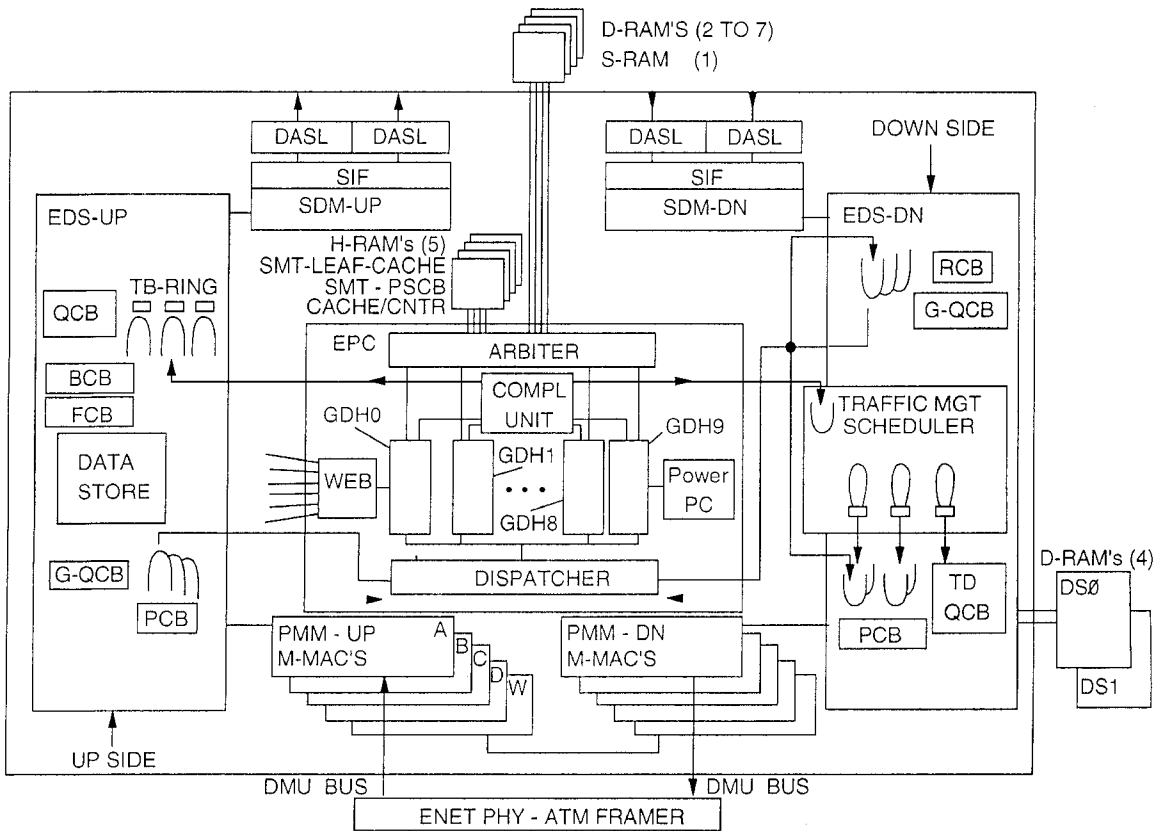 D-RAM'S (2 TO 7)
S-RAM (1)
DASL
DASL
SIF
SDM-UP
DASL
DASL
SIF
SDM-DN
DOWN SIDE
EDS-UP
EDS-DN
H-RAM's (5)
SMT-LEAF-CACHE
SMT - PSCB
CACHE/CNTR
TB-RING
QCB
RCB
G-QCB
EPC
ARBITER
BCB
FCB
COMPL
UNIT
TRAFFIC MGT
SCHEDULER
GDH0
GDH9
DATA
STORE
WEB
GDH1
• • •
GDH8
Power
PC
G-QCB
PCB
DISPATCHER
TD
QCB
PCB
D-RAM's (4)
DSØ
DS1
PMM - UP
M-MAC'S
A
B
C
D
W
PMM - DN
M-MAC'S
UP SIDE
DMU BUS
DMU BUS
ENET PHY - ATM FRAMER